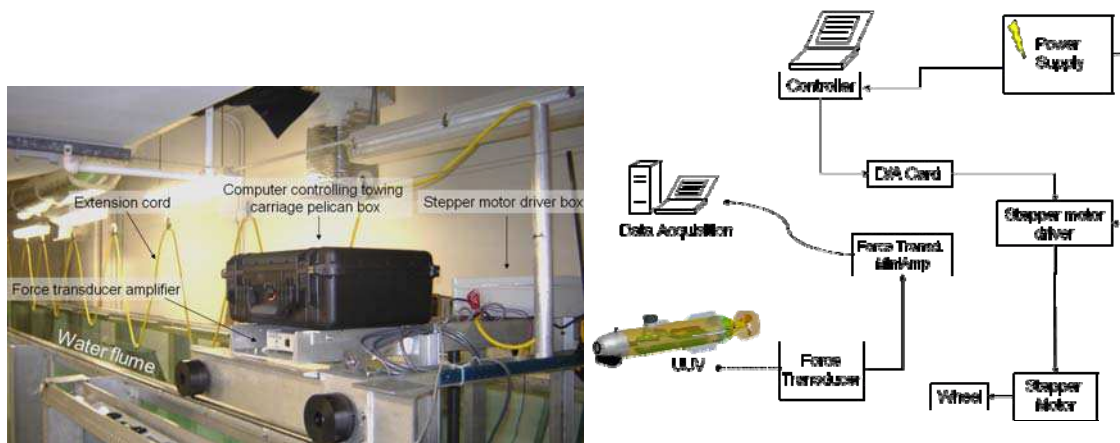 Extension cord
Computer controlling towing
carriage pelican box
Stepper motor driver box
Force transducer amplifier
Water flume
Controller
Power
Supply
D/A Card
Data Acquisition
Stepper motor
driver
Force Transd.
MiniAmp
UUV
Force
Transducer
Wheel
Stepper
Motor